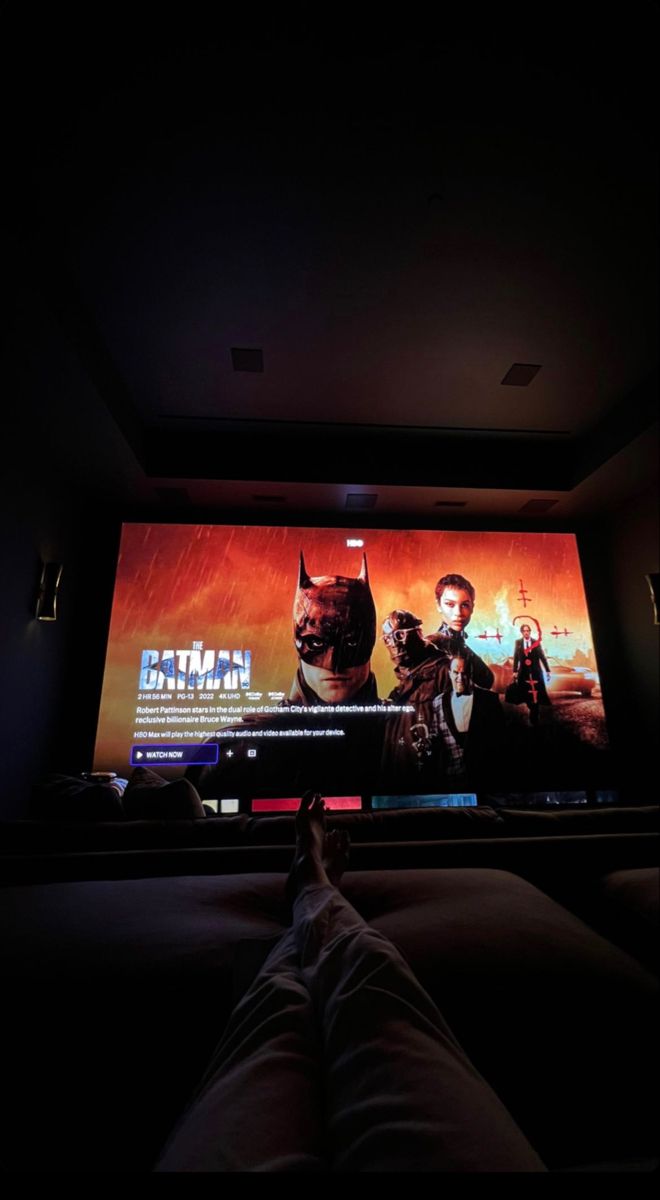 HBO
THE
BATMAN
2 HR 56 MIN PG-13 2022 4K UHD
Robert Pattinson stars in the dual role of Gotham City's vigilante detective and his alter ego,
reclusive billionaire Bruce Wayne.
HBO Max will play the highest quality audio and video available for your device.
WATCH NOW